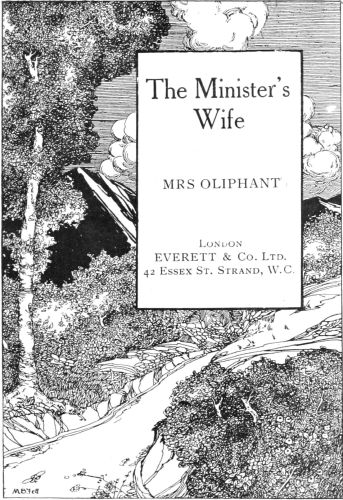 The Minister's
Wife
MRS OLIPHANT
LONDON
EVERETT & CO. LTD.
42 ESSEX ST. STRAND, W.C.